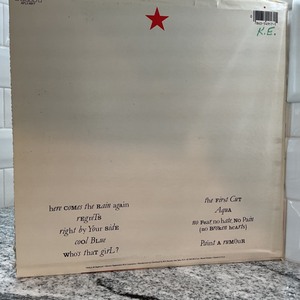 K.E.
here comes the Rain again
regrets
right by Your side
cool Blue
who's that girl?
the First Cut
Aqua
no Fear, no hate, No Pain
(no Broken hearts)
Paint A RUMOUR